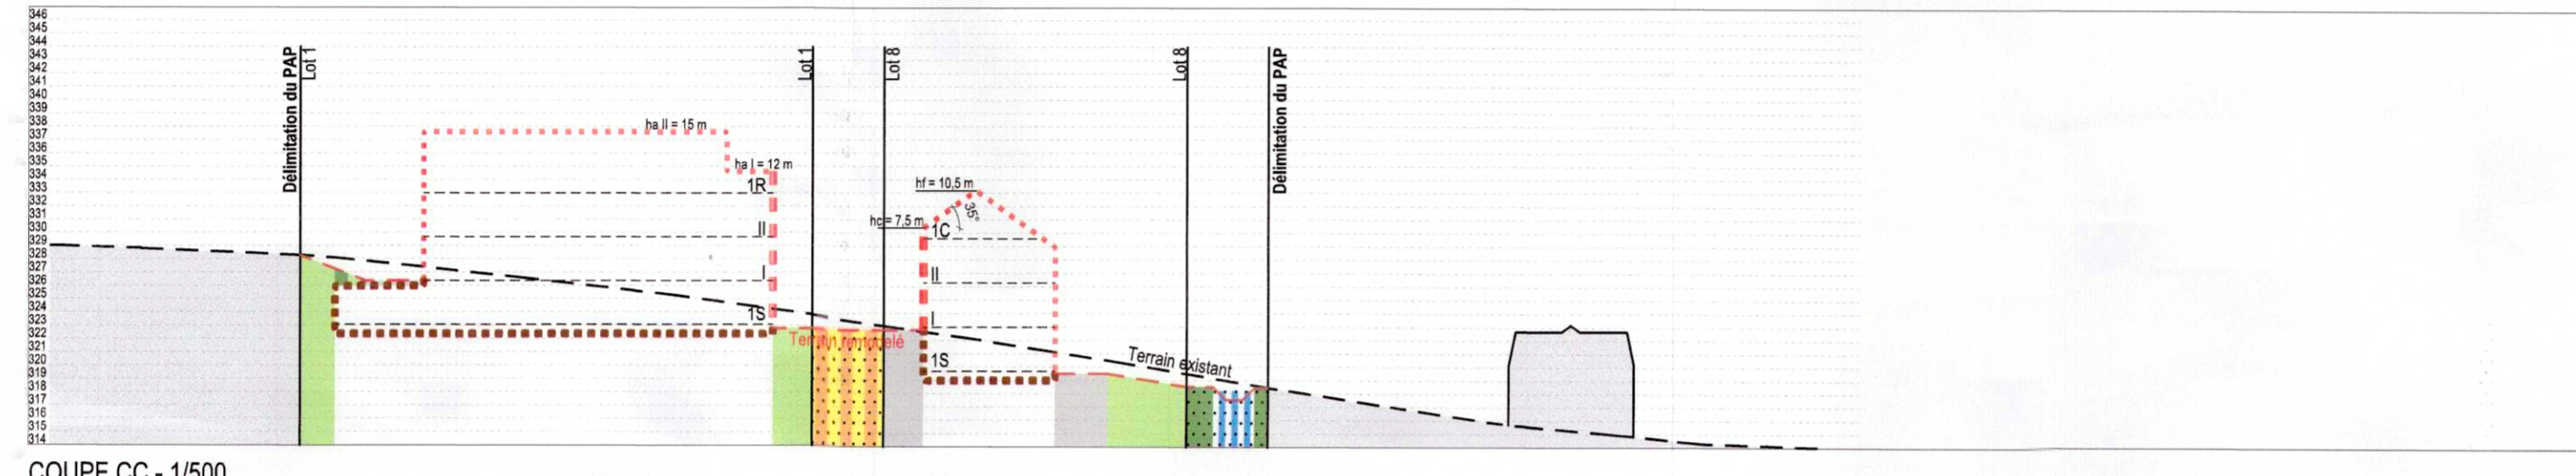 346
345
344
343
342
341
340
339
338
337
336
335
334
333
332
331
330
329
328
327
326
325
324
323
322
321
320
319
318
317
316
315
314
Délimitation du PAP
Lot 1
Lot 1
Lot 8
Lot 8
Délimitation du PAP
ha II = 15 m
ha I = 12 m
1R
II
I
1S
hf = 10,5 m
35°
hc = 7,5 m
1C
II
I
1S
Terrain remodelé
Terrain existant
COUPE CC - 1/500